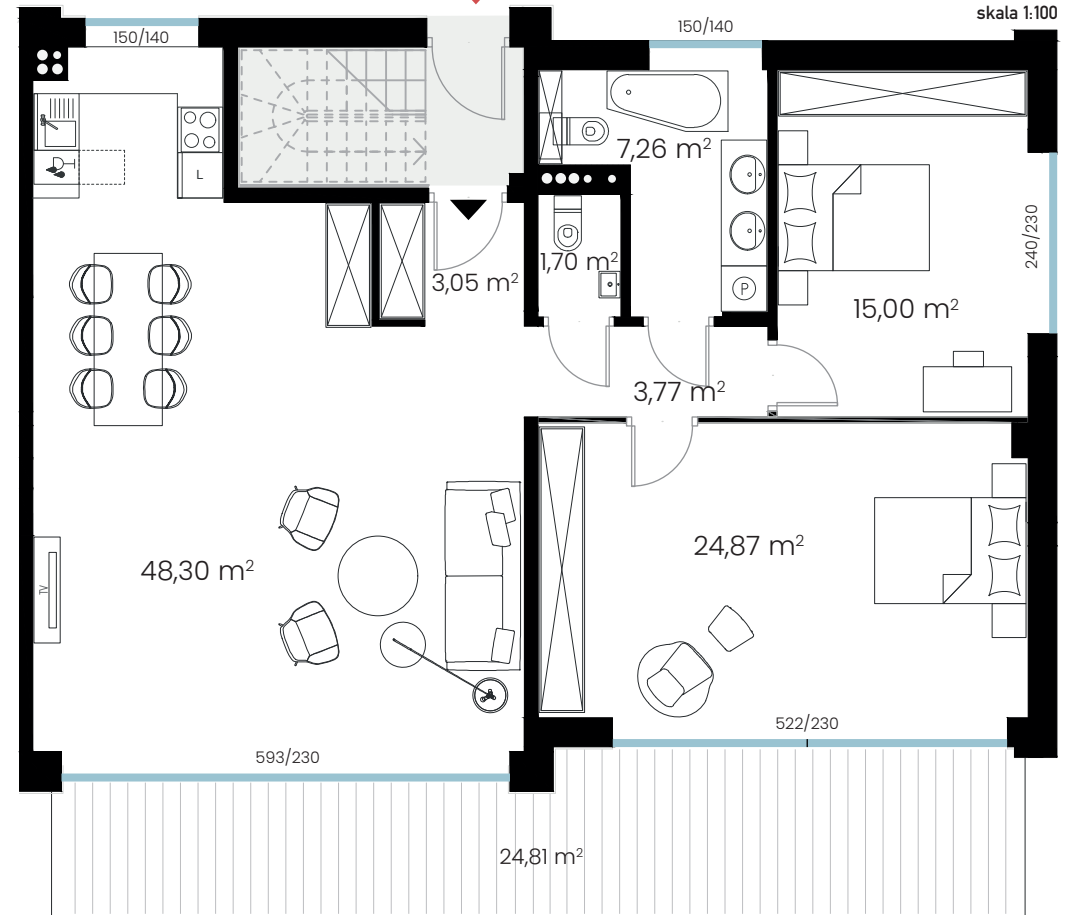 skala 1:100
150/140
150/140
7,26 m²
L
240/230
1,70 m²
3,05 m²
P
15,00 m²
3,77 m²
24,87 m²
48,30 m²
TV
522/230
593/230
24,81 m²